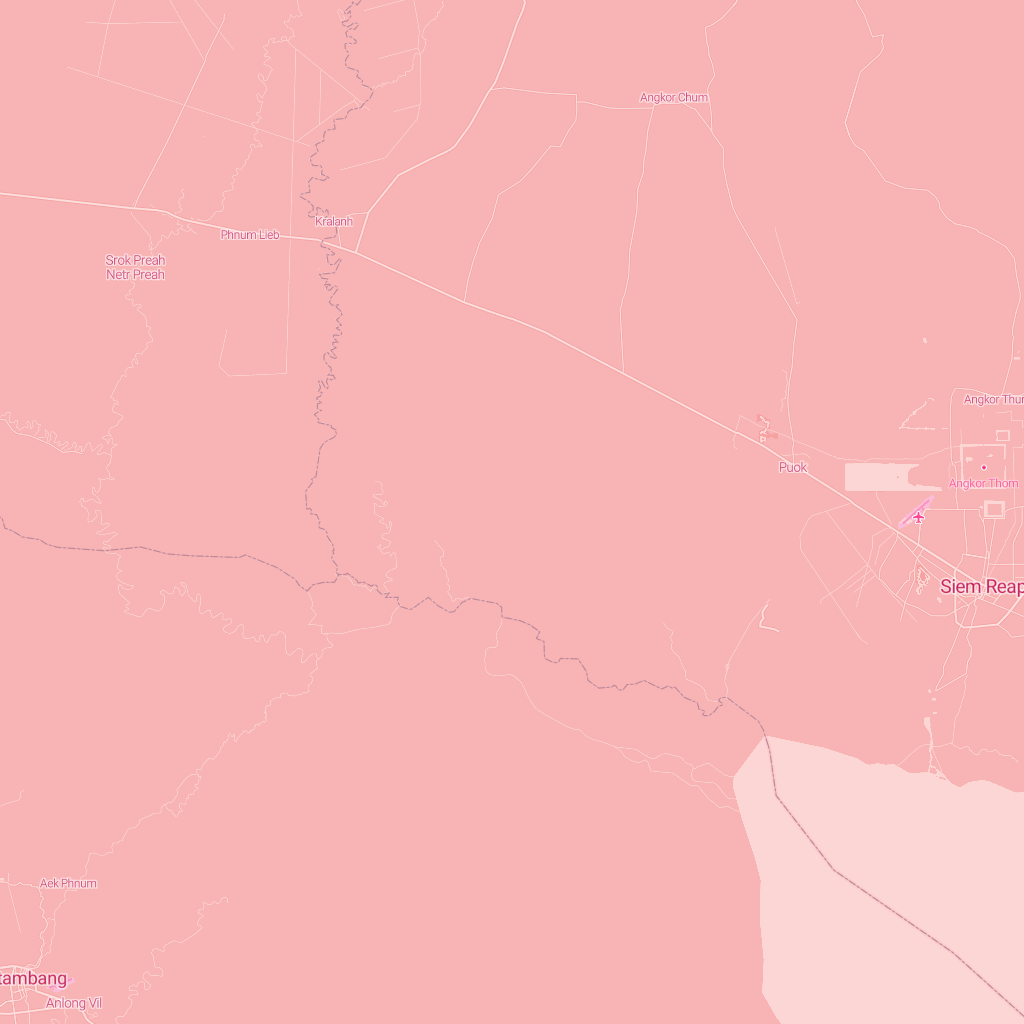 Angkor Chum
Kralanh
Phnum Lieb
Srok Preah
Netr Preah
Angkor Thum
Puok
Angkor Thom
Siem Reap
Aek Phnum
tambang
Anlong Vil